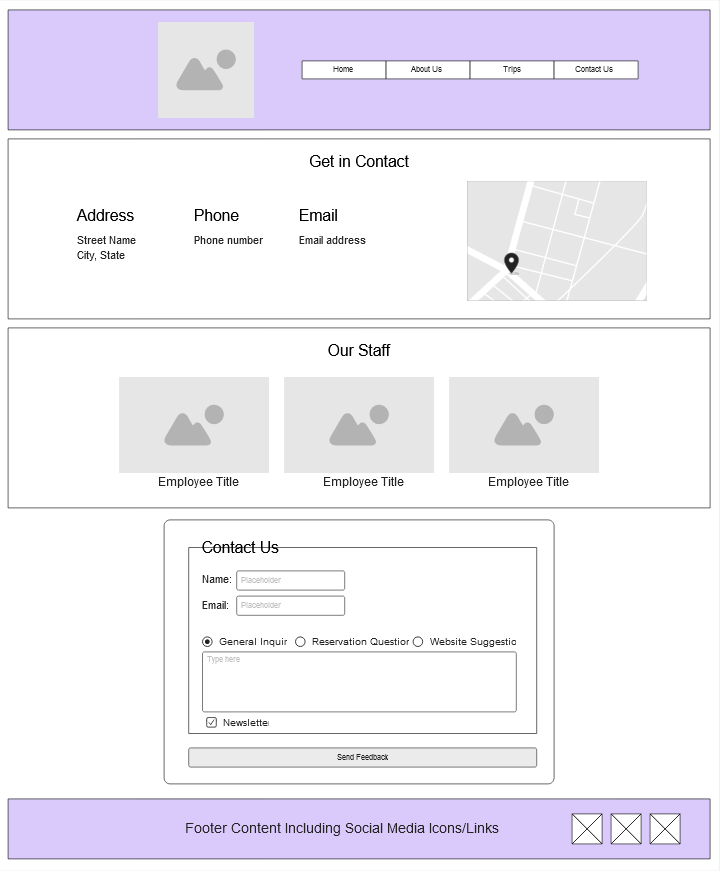 Home About Us Trips Contact Us
Get in Contact
Address Phone Email
Street Name Phone number Email address
City, State
Our Staff
Employee Title Employee Title Employee Title
Contact Us
Name: Placeholder
Email: Placeholder
General Inquir Reservation Question Website Suggestic
Type here
Newslette
Send Feedback
Footer Content Including Social Media Icons/Links